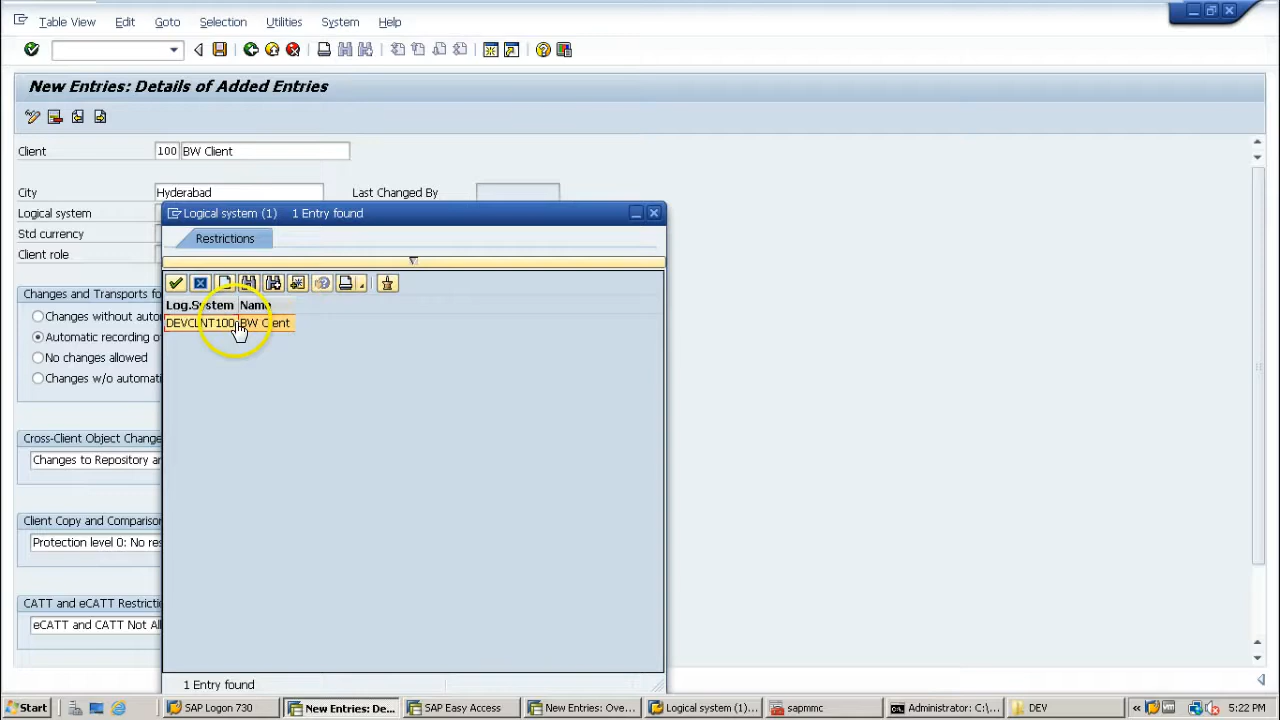 Table View Edit Goto Selection Utilities System Help
New Entries: Details of Added Entries
Client 100 BW Client
City Hyderabad Last Changed By
Logical system
Std currency
Client role
Logical system (1) 1 Entry found
Restrictions
Log.System Name
DEVCLNT100 BW Client
Changes and Transports fo
Changes without auto
Automatic recording o
No changes allowed
Changes w/o automati
Cross-Client Object Change
Changes to Repository an
Client Copy and Comparison
Protection level 0: No res
CATT and eCATT Restrictio
eCATT and CATT Not Al
1 Entry found
Start SAP Logon 730 New Entries: De... SAP Easy Access New Entries: Ove... Logical system (1)... sapmmc Administrator: C:\... DEV « 5:22 PM